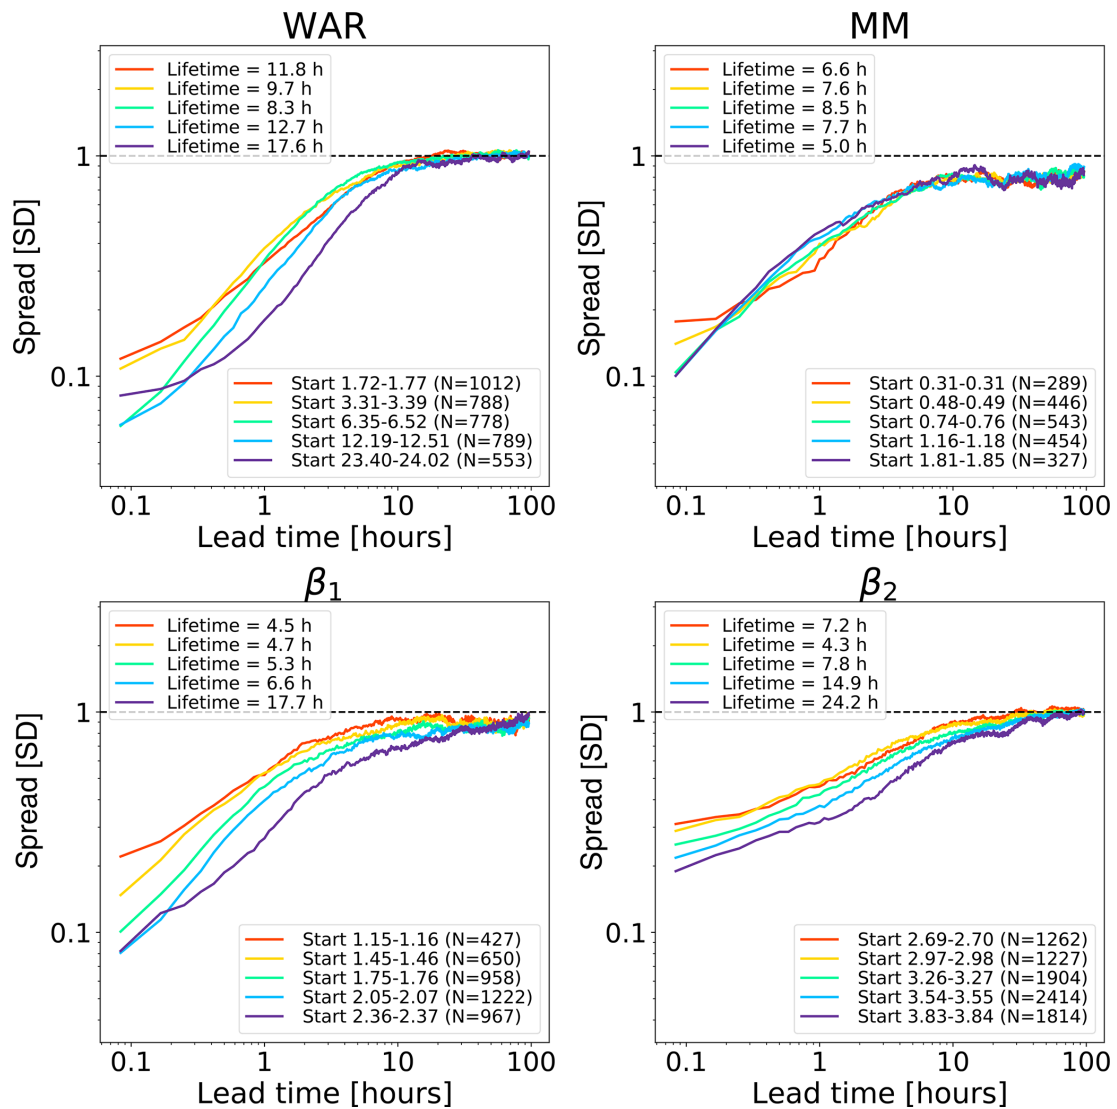 WAR
Lifetime = 11.8 h
Lifetime = 9.7 h
Lifetime = 8.3 h
Lifetime = 12.7 h
Lifetime = 17.6 h
1
0.1
Spread [SD]
Start 1.72-1.77 (N=1012)
Start 3.31-3.39 (N=788)
Start 6.35-6.52 (N=778)
Start 12.19-12.51 (N=789)
Start 23.40-24.02 (N=553)
0.1 1 10 100
Lead time [hours]
MM
Lifetime = 6.6 h
Lifetime = 7.6 h
Lifetime = 8.5 h
Lifetime = 7.7 h
Lifetime = 5.0 h
1
0.1
Spread [SD]
Start 0.31-0.31 (N=289)
Start 0.48-0.49 (N=446)
Start 0.74-0.76 (N=543)
Start 1.16-1.18 (N=454)
Start 1.81-1.85 (N=327)
0.1 1 10 100
Lead time [hours]
β₁
Lifetime = 4.5 h
Lifetime = 4.7 h
Lifetime = 5.3 h
Lifetime = 6.6 h
Lifetime = 17.7 h
1
0.1
Spread [SD]
Start 1.15-1.16 (N=427)
Start 1.45-1.46 (N=650)
Start 1.75-1.76 (N=958)
Start 2.05-2.07 (N=1222)
Start 2.36-2.37 (N=967)
0.1 1 10 100
Lead time [hours]
β₂
Lifetime = 7.2 h
Lifetime = 4.3 h
Lifetime = 7.8 h
Lifetime = 14.9 h
Lifetime = 24.2 h
1
0.1
Spread [SD]
Start 2.69-2.70 (N=1262)
Start 2.97-2.98 (N=1227)
Start 3.26-3.27 (N=1904)
Start 3.54-3.55 (N=2414)
Start 3.83-3.84 (N=1814)
0.1 1 10 100
Lead time [hours]